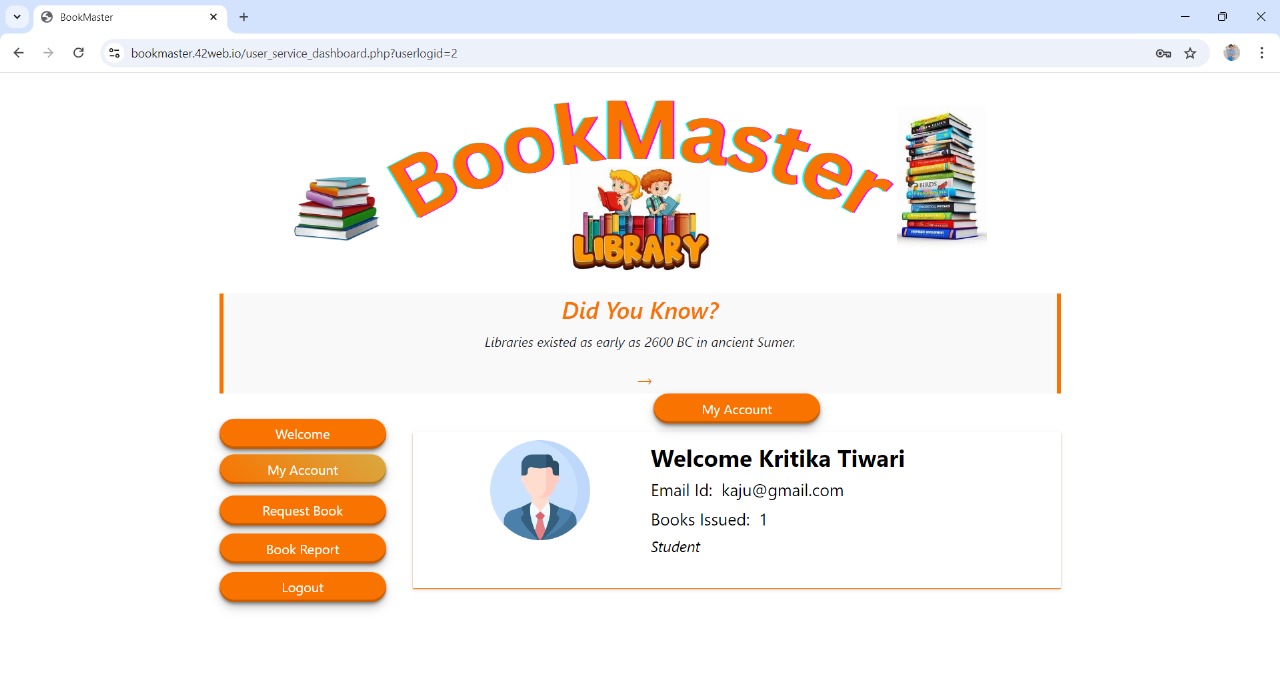 BookMaster
bookmaster.42web.io/user_service_dashboard.php?userlogid=2
BookMaster
BIRDS
LIBRARY
Did You Know?
Libraries existed as early as 2600 BC in ancient Sumer.
→
My Account
Welcome
My Account
Request Book
Book Report
Logout
Welcome Kritika Tiwari
Email Id: kaju@gmail.com
Books Issued: 1
Student